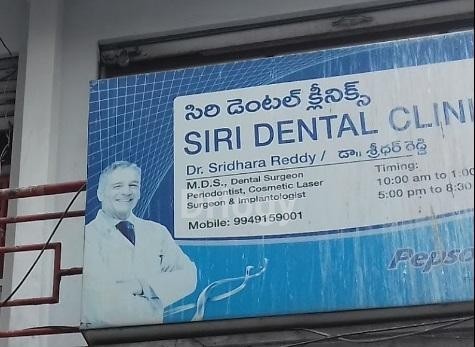 సిరి డెంటల్ క్లీనిక్స్
SIRI DENTAL CLINI
Dr. Sridhara Reddy / డా॥ శ్రీధర్ రెడ్డి
M.D.S., Dental Surgeon
Periodontist, Cosmetic Laser
Surgeon & Implantologist
Mobile: 9949159001
Timing:
10:00 am to 1:00
5:00 pm to 8:30
Pepso